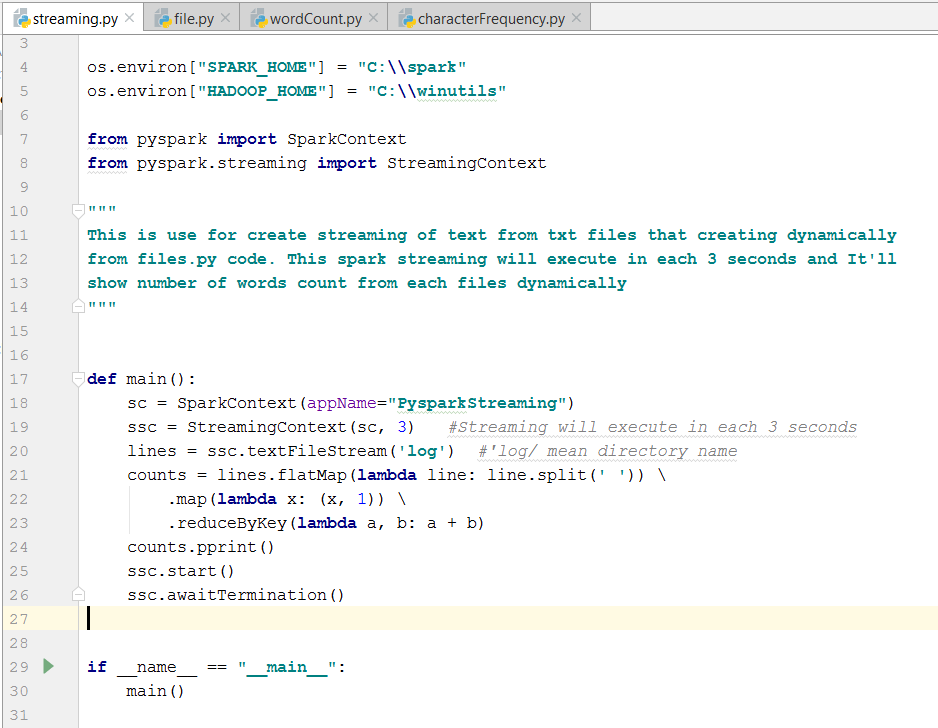 streaming.py file.py wordCount.py characterFrequency.py
3
4 os.environ["SPARK_HOME"] = "C:\\spark"
5 os.environ["HADOOP_HOME"] = "C:\\winutils"
6
7 from pyspark import SparkContext
8 from pyspark.streaming import StreamingContext
9
10 """
11 This is use for create streaming of text from txt files that creating dynamically
12 from files.py code. This spark streaming will execute in each 3 seconds and It'll
13 show number of words count from each files dynamically
14 """
15
16
17 def main():
18     sc = SparkContext(appName="PysparkStreaming")
19     ssc = StreamingContext(sc, 3)   #Streaming will execute in each 3 seconds
20     lines = ssc.textFileStream('log')  #'log/ mean directory name
21     counts = lines.flatMap(lambda line: line.split(' ')) \
22         .map(lambda x: (x, 1)) \
23         .reduceByKey(lambda a, b: a + b)
24     counts.pprint()
25     ssc.start()
26     ssc.awaitTermination()
27
28
29 if __name__ == "__main__":
30     main()
31